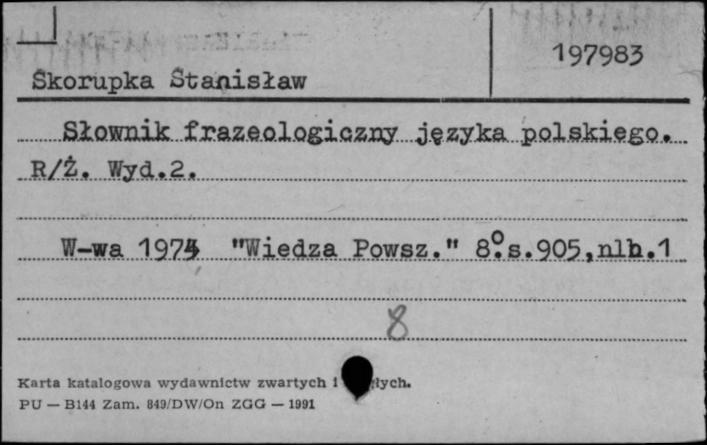 197983
Skorupka Stanisław
Słownik frazeologiczny języka polskiego.
R/Ż. Wyd.2.
W-wa 1974 "Wiedza Powsz." 8°.s.905,nlb.1
8
Karta katalogowa wydawnictw zwartych i
PU — B144 Zam. 849/DW/On ZGG — 1991